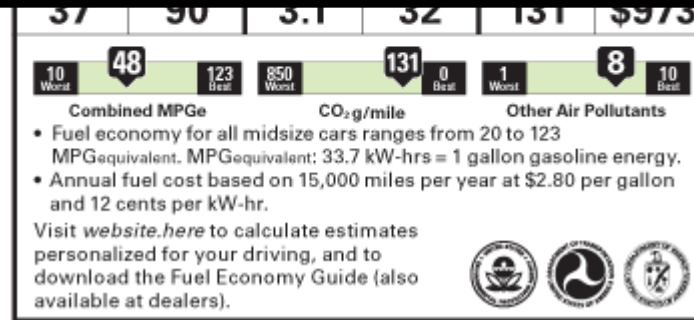 37 90 3.1 32 131 $973
48 131 8
10 Worst 123 Best 850 Worst 0 Best 1 Worst 10 Best
Combined MPGe CO₂ g/mile Other Air Pollutants
• Fuel economy for all midsize cars ranges from 20 to 123
MPGequivalent. MPGequivalent: 33.7 kW-hrs = 1 gallon gasoline energy.
• Annual fuel cost based on 15,000 miles per year at $2.80 per gallon
and 12 cents per kW-hr.
Visit website.here to calculate estimates
personalized for your driving, and to
download the Fuel Economy Guide (also
available at dealers).